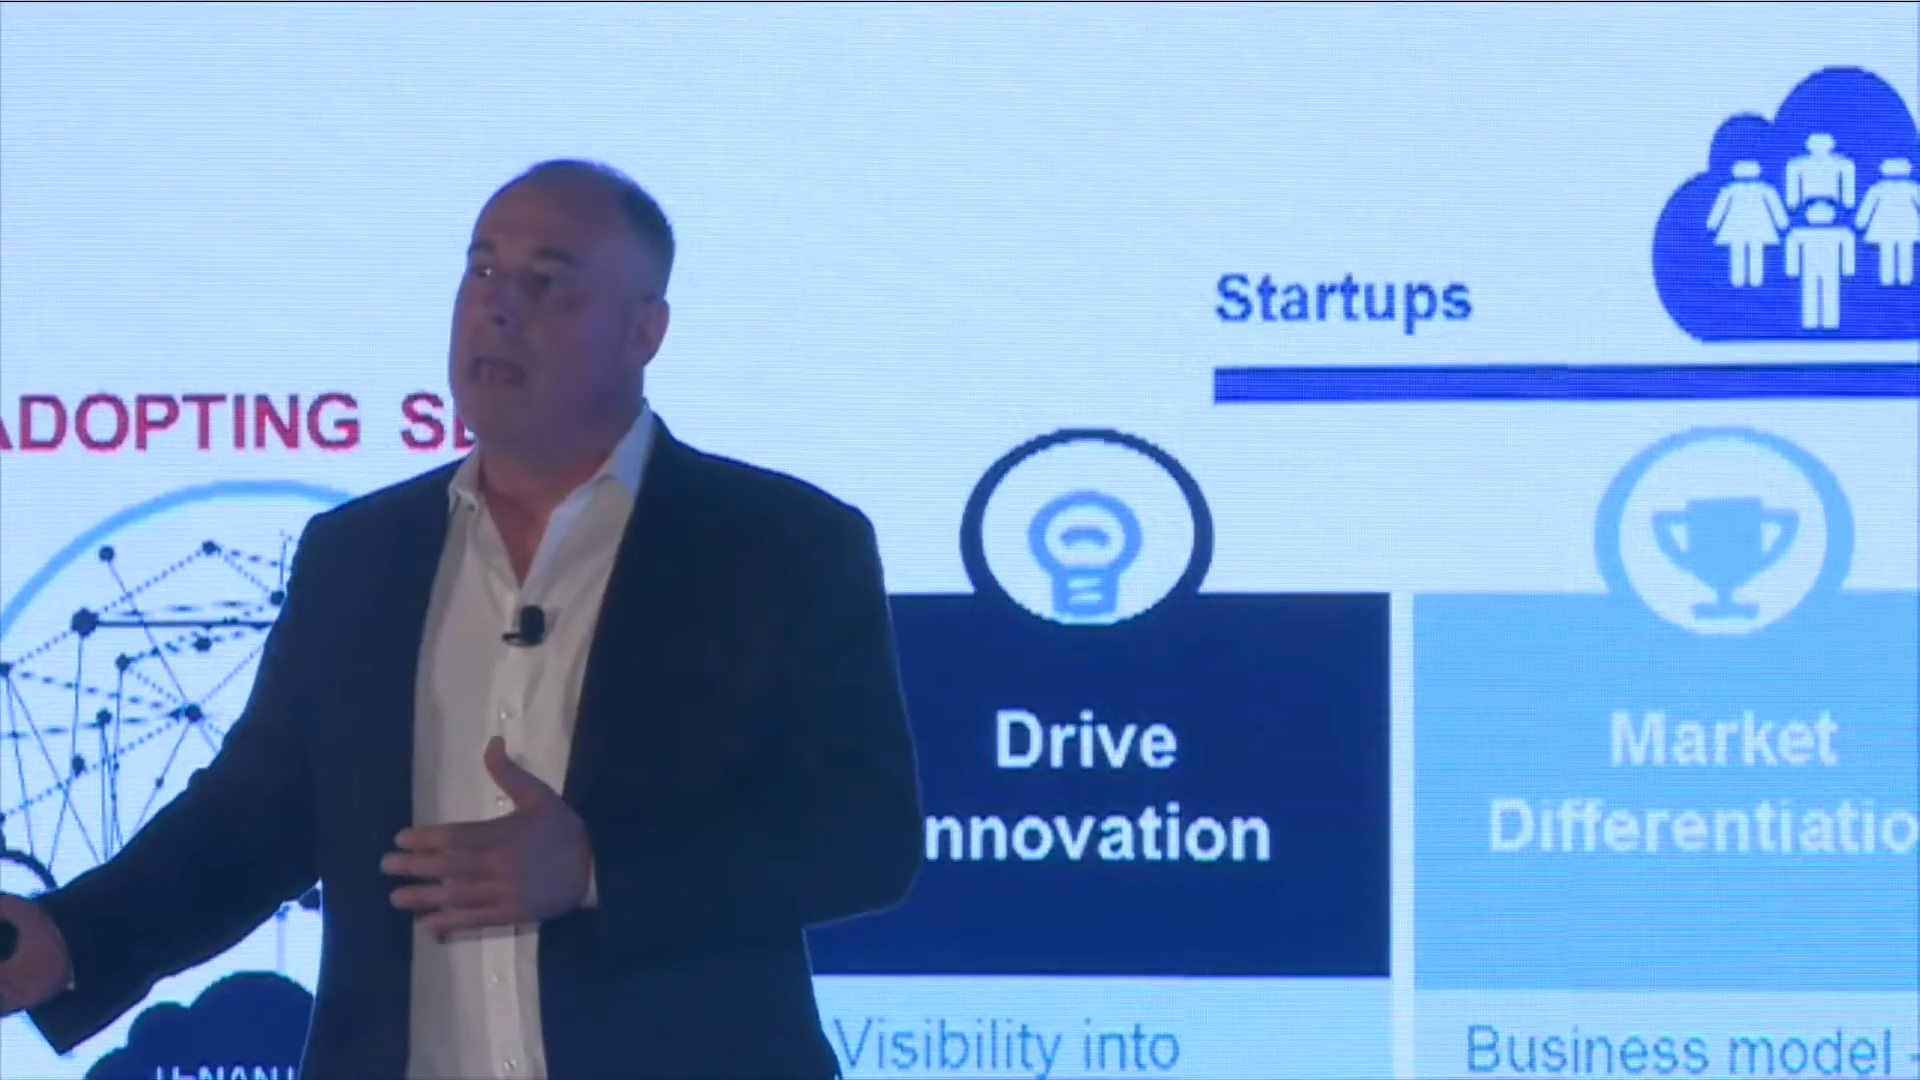 Startups
ADOPTING
Drive
nnovation
Market
Differentiatio
Visibility into
Business model